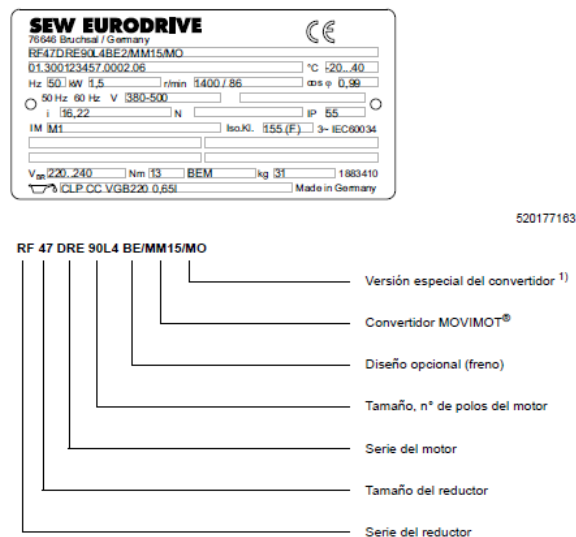 SEW EURODRIVE
76646 Bruchsal / Germany
CE
RF47DRE90L4BE2/MM15/MO
01.300123457.0002.06 °C -20...40
Hz 50 kW 1,5 r/min 1400 / 86 cos φ 0,99
50 Hz 60 Hz V 380-500
i 16,22 N IP 55
IM M1 Iso.Kl. 155 (F) 3~ IEC60034
VBR 220..240 Nm 13 BEM kg 31 1883410
CLP CC VGB220 0,65l Made in Germany
520177163
RF 47 DRE 90L4 BE/MM15/MO
Versión especial del convertidor 1)
Convertidor MOVIMOT®
Diseño opcional (freno)
Tamaño, n° de polos del motor
Serie del motor
Tamaño del reductor
Serie del reductor